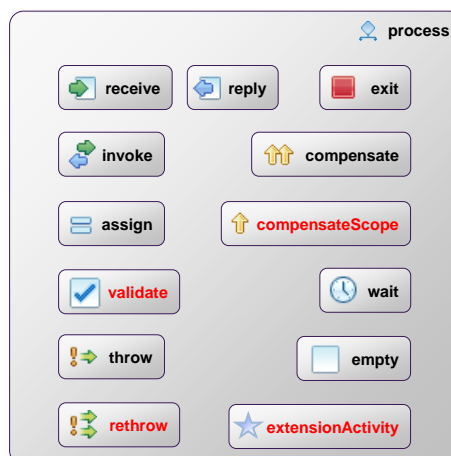 process
receive reply exit
invoke compensate
assign compensateScope
validate wait
throw empty
rethrow extensionActivity